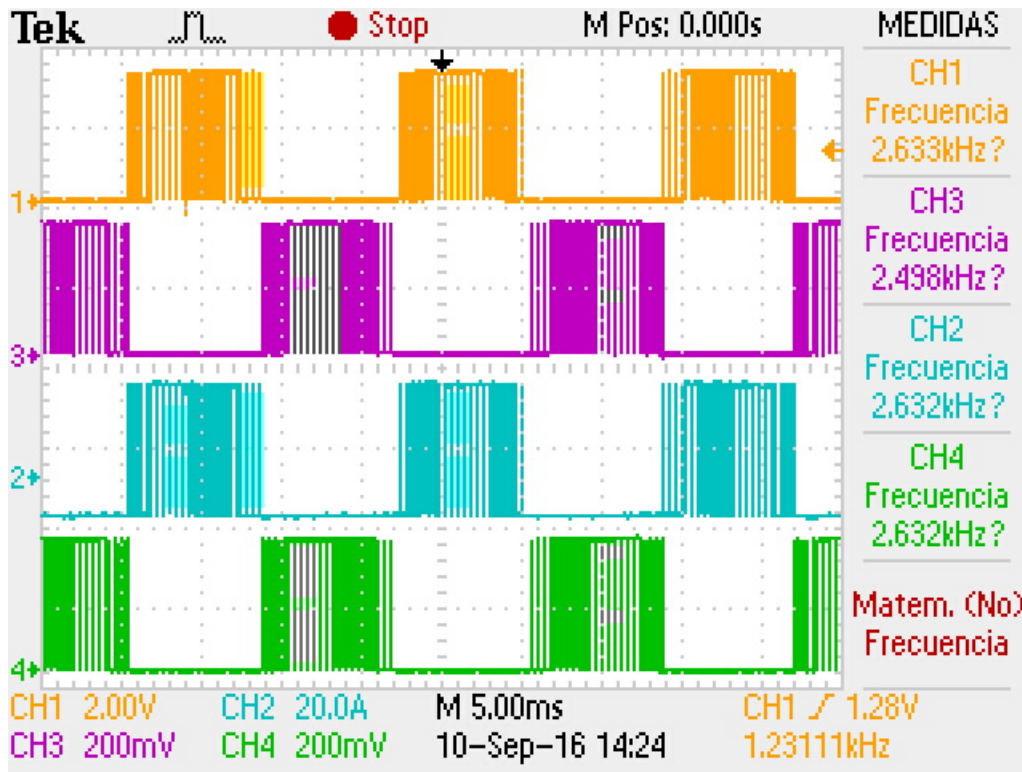 Tek Stop M Pos: 0.000s MEDIDAS
CH1
Frecuencia
2.633kHz?
CH3
Frecuencia
2.498kHz?
CH2
Frecuencia
2.632kHz?
CH4
Frecuencia
2.632kHz?
Matem. (No)
Frecuencia
1
3
2
4
CH1 2.00V CH2 20.0A M 5.00ms CH1 1.28V
CH3 200mV CH4 200mV 10-Sep-16 14:24 1.23111kHz